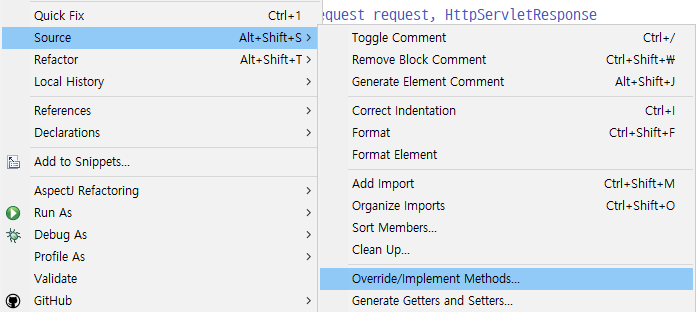 Quick Fix Ctrl+1
equest request, HttpServletResponse
Source Alt+Shift+S >
Refactor Alt+Shift+T >
Local History >
References >
Declarations >
Add to Snippets...
AspectJ Refactoring >
Run As >
Debug As >
Profile As >
Validate
GitHub >
Toggle Comment Ctrl+/
Remove Block Comment Ctrl+Shift+₩
Generate Element Comment Alt+Shift+J
Correct Indentation Ctrl+I
Format Ctrl+Shift+F
Format Element
Add Import Ctrl+Shift+M
Organize Imports Ctrl+Shift+O
Sort Members...
Clean Up...
Override/Implement Methods...
Generate Getters and Setters...